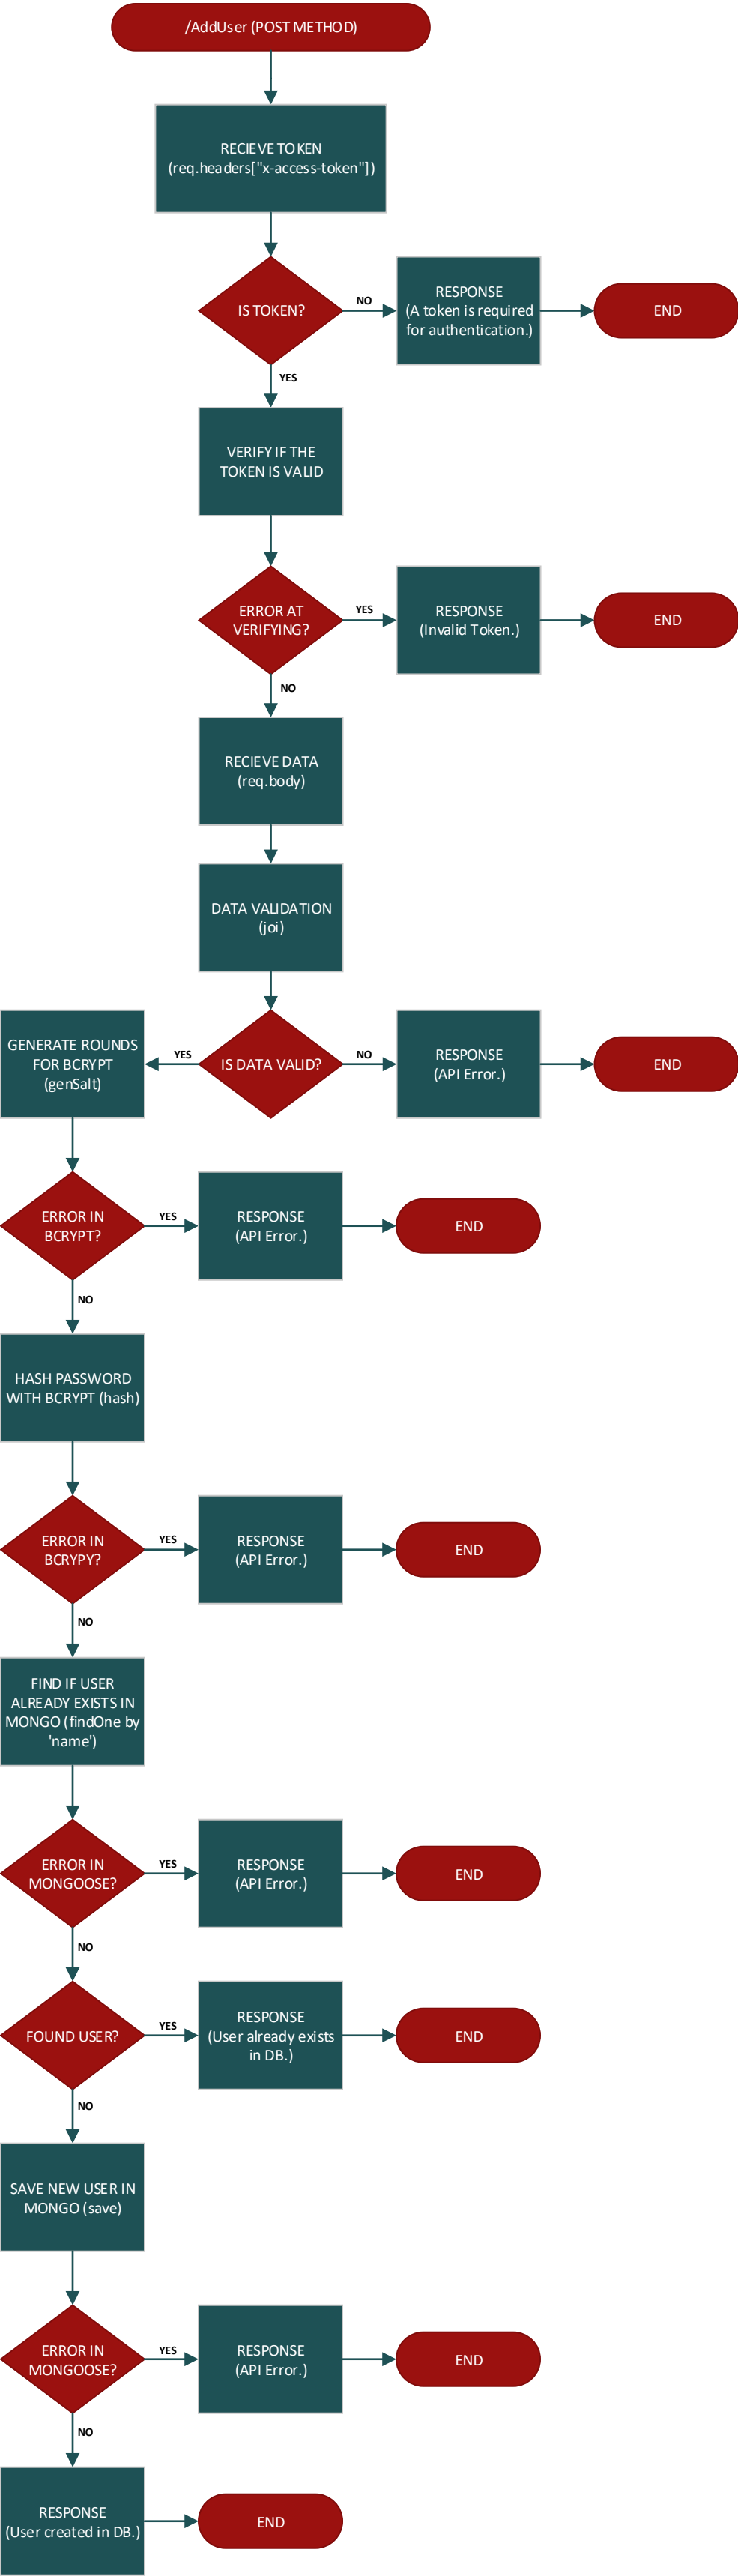 /AddUser (POST METHOD)
RECIEVE TOKEN
(req.headers["x-access-token"])
IS TOKEN?
NO
RESPONSE
(A token is required
for authentication.)
END
YES
VERIFY IF THE
TOKEN IS VALID
ERROR AT
VERIFYING?
YES
RESPONSE
(Invalid Token.)
END
NO
RECIEVE DATA
(req.body)
DATA VALIDATION
(joi)
IS DATA VALID?
NO
RESPONSE
(API Error.)
END
YES
GENERATE ROUNDS
FOR BCRYPT
(genSalt)
ERROR IN
BCRYPT?
YES
RESPONSE
(API Error.)
END
NO
HASH PASSWORD
WITH BCRYPT (hash)
ERROR IN
BCRYPY?
YES
RESPONSE
(API Error.)
END
NO
FIND IF USER
ALREADY EXISTS IN
MONGO (findOne by
'name')
ERROR IN
MONGOOSE?
YES
RESPONSE
(API Error.)
END
NO
FOUND USER?
YES
RESPONSE
(User already exists
in DB.)
END
NO
SAVE NEW USER IN
MONGO (save)
ERROR IN
MONGOOSE?
YES
RESPONSE
(API Error.)
END
NO
RESPONSE
(User created in DB.)
END